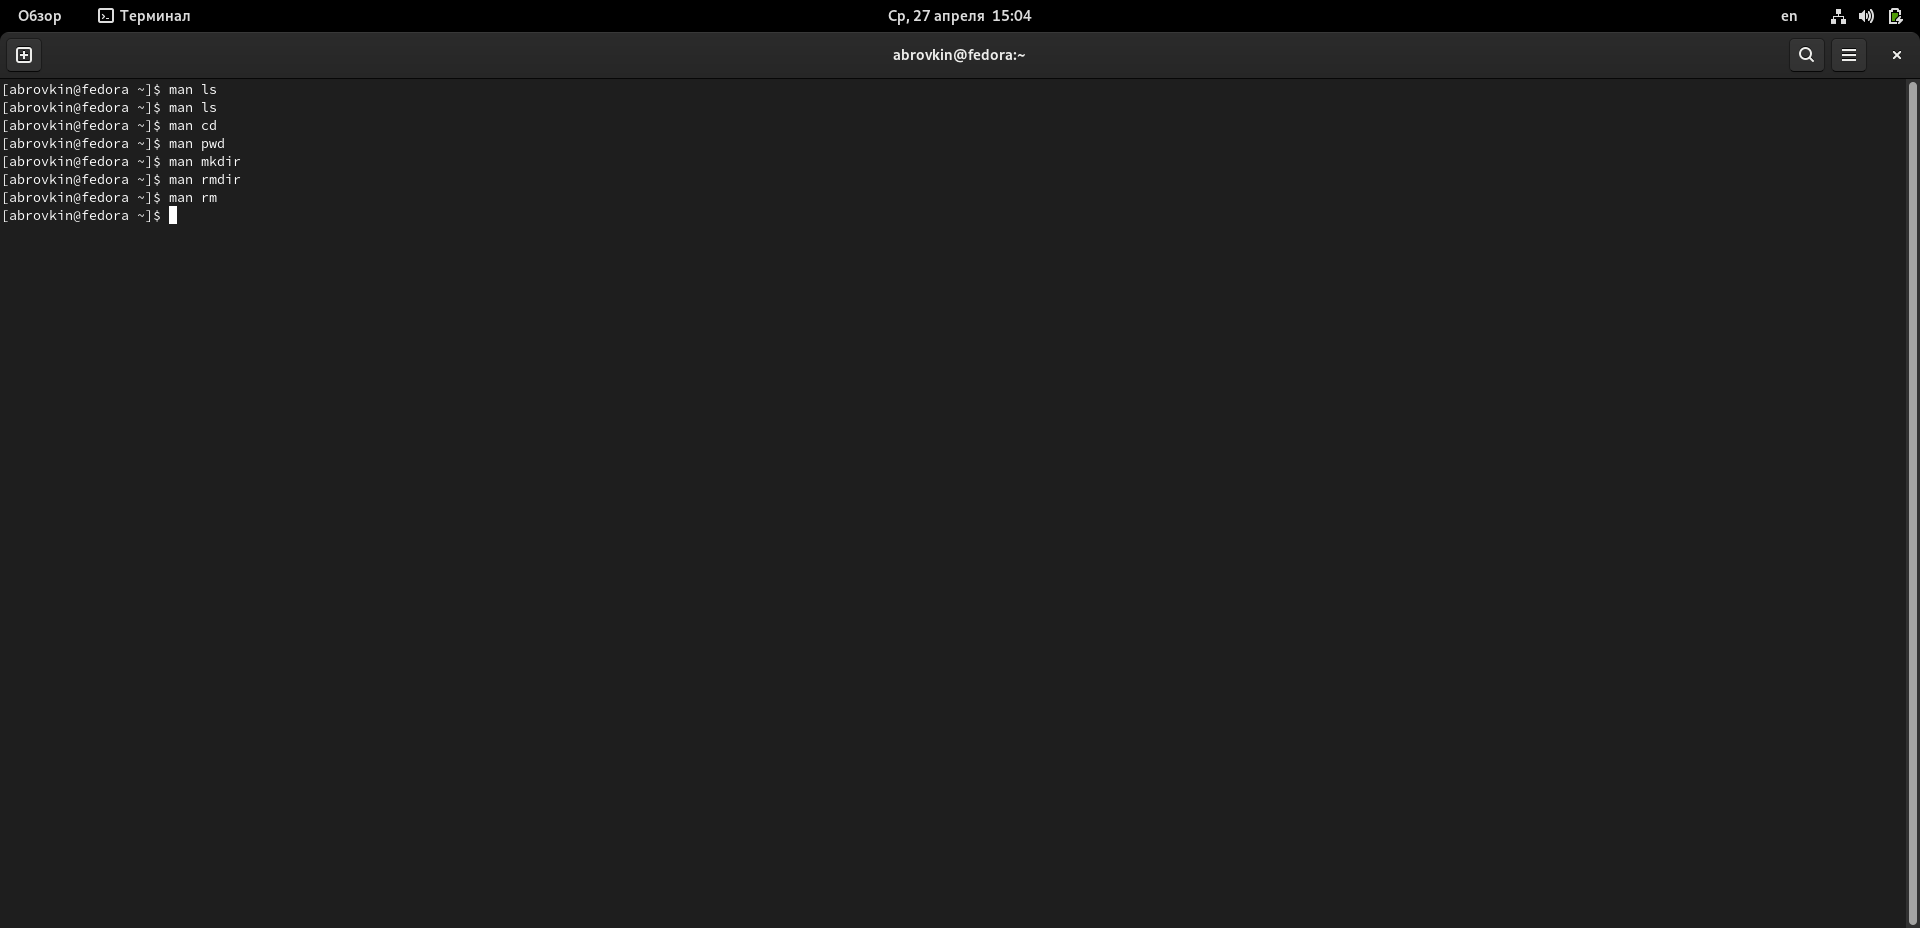 Обзор Терминал Ср, 27 апреля 15:04 en
abrovkin@fedora:~
[abrovkin@fedora ~]$ man ls
[abrovkin@fedora ~]$ man ls
[abrovkin@fedora ~]$ man cd
[abrovkin@fedora ~]$ man pwd
[abrovkin@fedora ~]$ man mkdir
[abrovkin@fedora ~]$ man rmdir
[abrovkin@fedora ~]$ man rm
[abrovkin@fedora ~]$